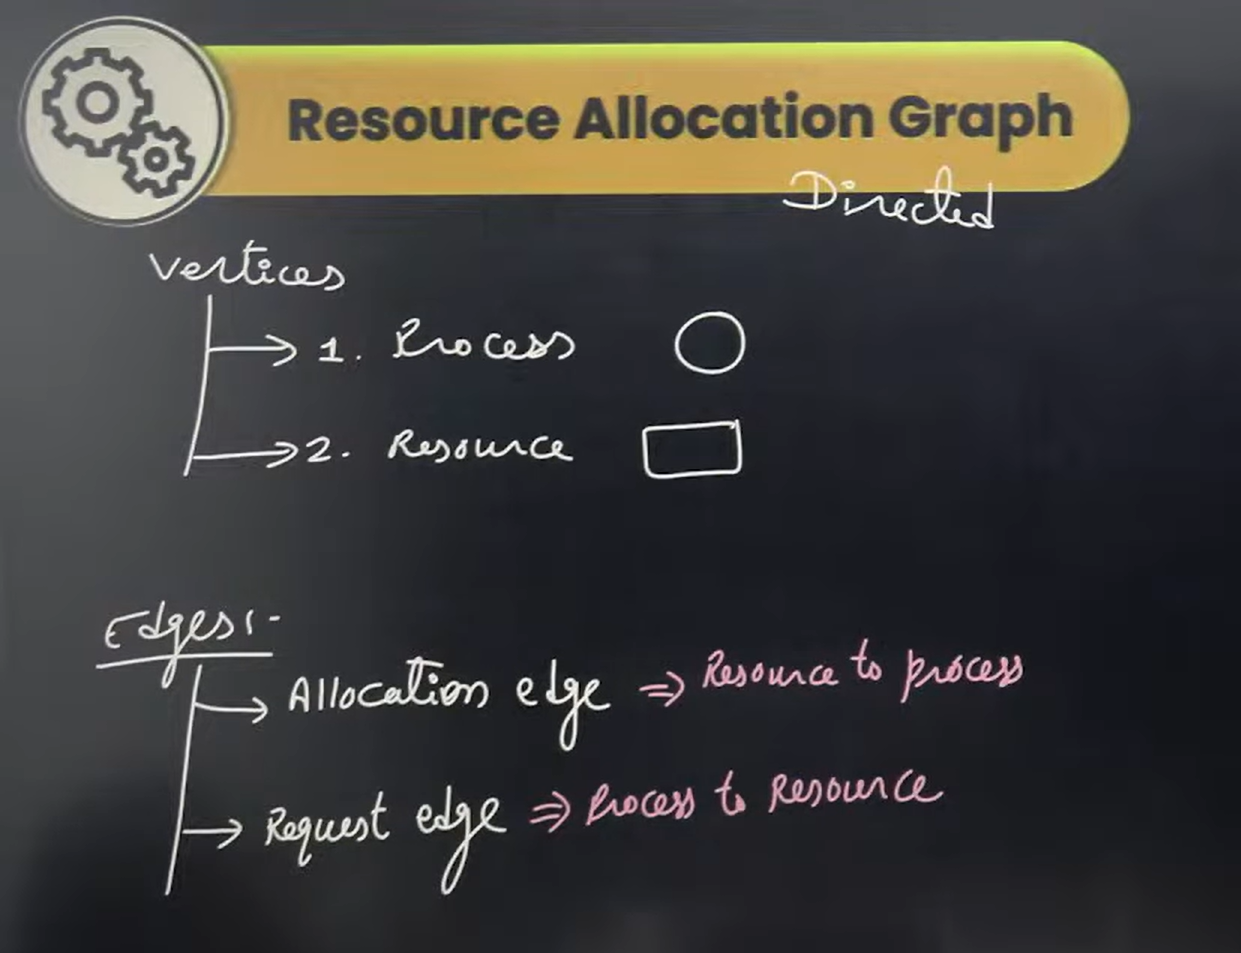 Resource Allocation Graph
Directed
Vertices
1. Process
2. Resource
Edges:-
Allocation edge ⇒ Resource to process
Request edge ⇒ Process to Resource